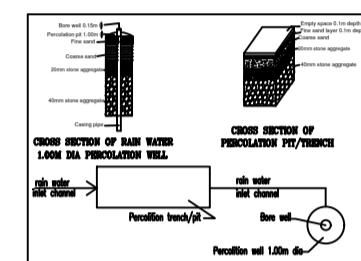 Bore well 0.15m
Percolation pit 1.00m
Fine sand
Coarse sand
20mm stone aggregate
40mm stone aggregate
Casing pipe
CROSS SECTION OF RAIN WATER
1.00M DIA PERCOLATION WELL
Empty space 0.1m depth
Fine sand layer 0.1m dep
Coarse sand
20mm stone aggregate
40mm stone aggregate
CROSS SECTION OF
PERCOLATION PIT/TRENCH
rain water
inlet channel
Percolition trench/pit
rain water
inlet channel
Bore well
Percolition well 1.00m dia